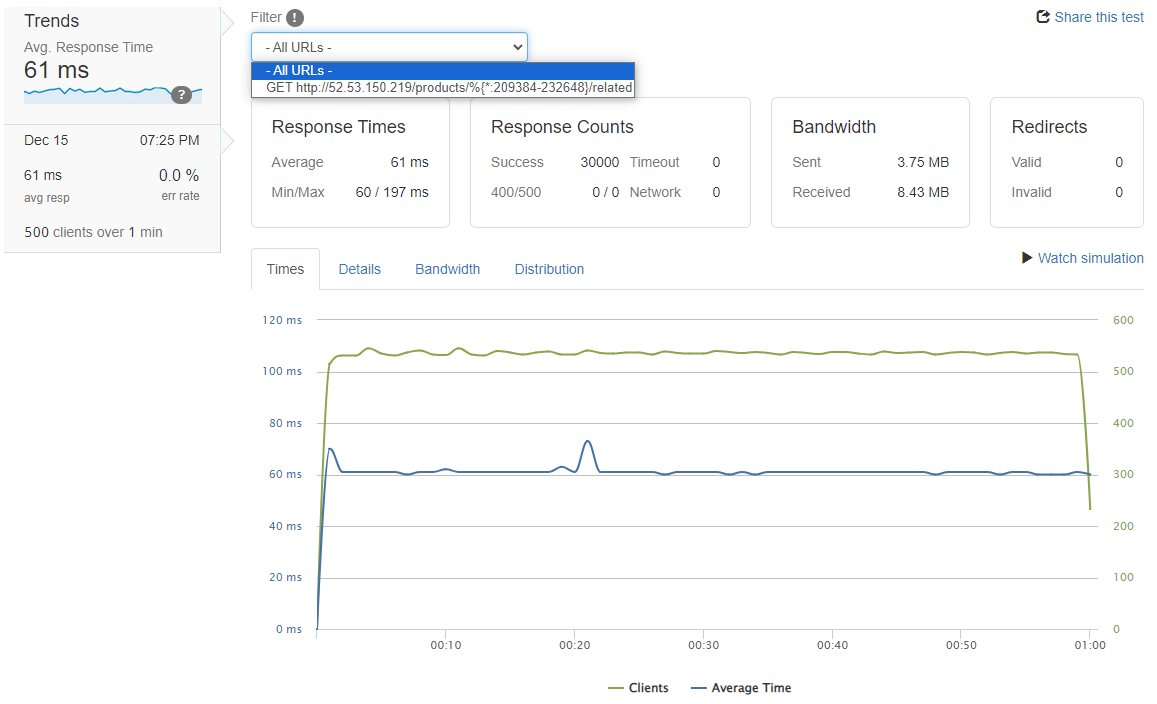 Trends
Avg. Response Time
61 ms
?
Dec 15 07:25 PM
61 ms 0.0 %
avg resp err rate
500 clients over 1 min
Filter !
Share this test
- All URLs -
- All URLs -
GET http://52.53.150.219/products/%{*:209384-232648}/related
Response Times
Average 61 ms
Min/Max 60 / 197 ms
Response Counts
Success 30000 Timeout 0
400/500 0 / 0 Network 0
Bandwidth
Sent 3.75 MB
Received 8.43 MB
Redirects
Valid 0
Invalid 0
Times Details Bandwidth Distribution
Watch simulation
120 ms 600
100 ms 500
80 ms 400
60 ms 300
40 ms 200
20 ms 100
0 ms 0
00:10 00:20 00:30 00:40 00:50 01:00
Clients Average Time